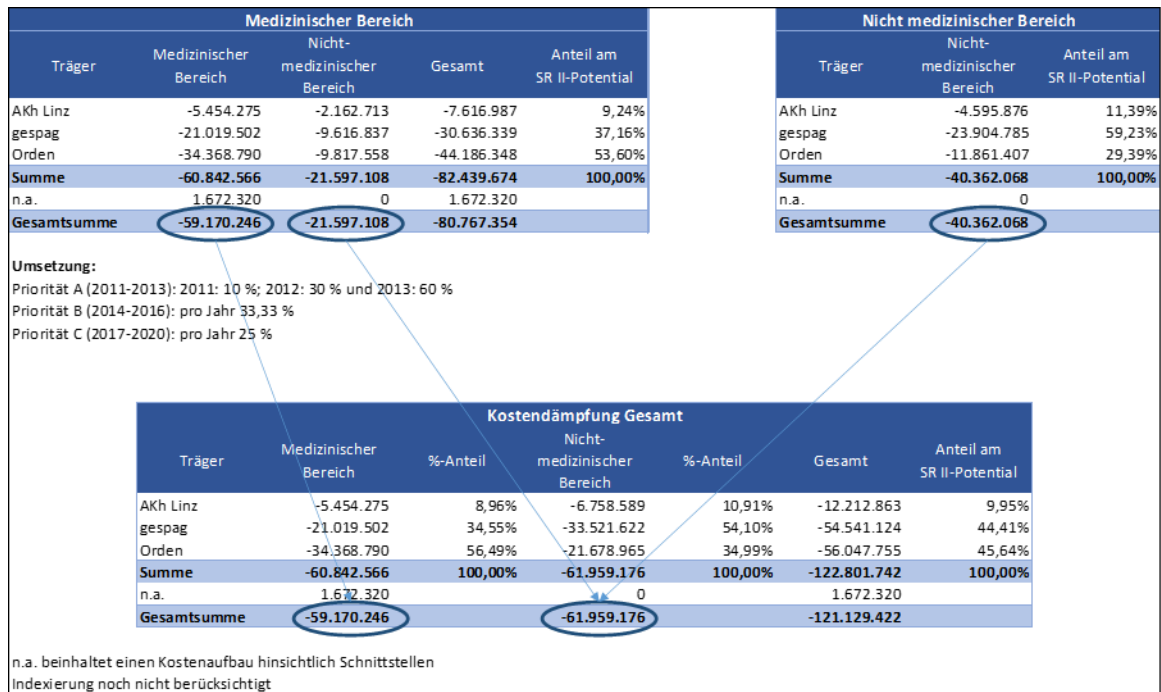 Medizinischer Bereich
Träger Medizinischer Bereich Nicht-medizinischer Bereich Gesamt Anteil am SR II-Potential
AKh Linz -5.454.275 -2.162.713 -7.616.987 9,24%
gespag -21.019.502 -9.616.837 -30.636.339 37,16%
Orden -34.368.790 -9.817.558 -44.186.348 53,60%
Summe -60.842.566 -21.597.108 -82.439.674 100,00%
n.a. 1.672.320 0 1.672.320
Gesamtsumme -59.170.246 -21.597.108 -80.767.354
Nicht medizinischer Bereich
Träger Nicht-medizinischer Bereich Anteil am SR II-Potential
AKh Linz -4.595.876 11,39%
gespag -23.904.785 59,23%
Orden -11.861.407 29,39%
Summe -40.362.068 100,00%
n.a. 0
Gesamtsumme -40.362.068
Umsetzung:
Priorität A (2011-2013): 2011: 10 %; 2012: 30 % und 2013: 60 %
Priorität B (2014-2016): pro Jahr 33,33 %
Priorität C (2017-2020): pro Jahr 25 %
Kostendämpfung Gesamt
Träger Medizinischer Bereich %-Anteil Nicht-medizinischer Bereich %-Anteil Gesamt Anteil am SR II-Potential
AKh Linz -5.454.275 8,96% -6.758.589 10,91% -12.212.863 9,95%
gespag -21.019.502 34,55% -33.521.622 54,10% -54.541.124 44,41%
Orden -34.368.790 56,49% -21.678.965 34,99% -56.047.755 45,64%
Summe -60.842.566 100,00% -61.959.176 100,00% -122.801.742 100,00%
n.a. 1.672.320 0 1.672.320
Gesamtsumme -59.170.246 -61.959.176 -121.129.422
n.a. beinhaltet einen Kostenaufbau hinsichtlich Schnittstellen
Indexierung noch nicht berücksichtigt